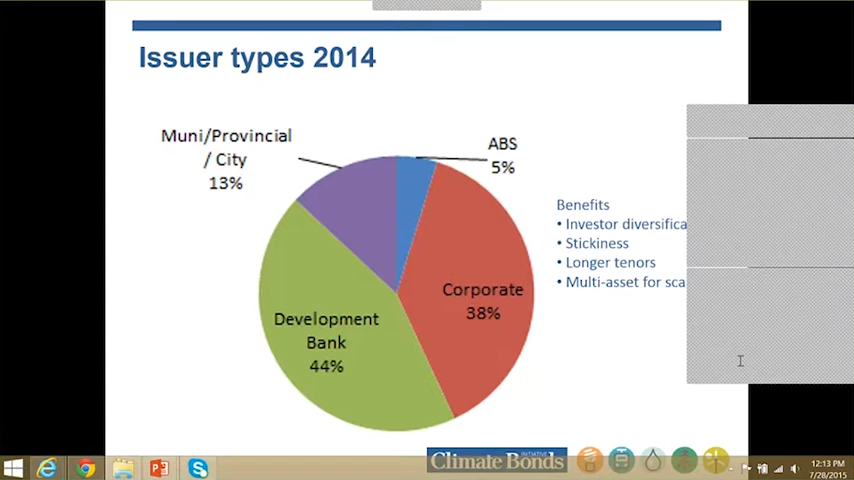 Issuer types 2014
Muni/Provincial
/ City
13%
ABS
5%
Corporate
38%
Development
Bank
44%
Benefits
• Investor diversifica
• Stickiness
• Longer tenors
• Multi-asset for sca
Climate Bonds
INITIATIVE
12:13 PM
7/28/2015